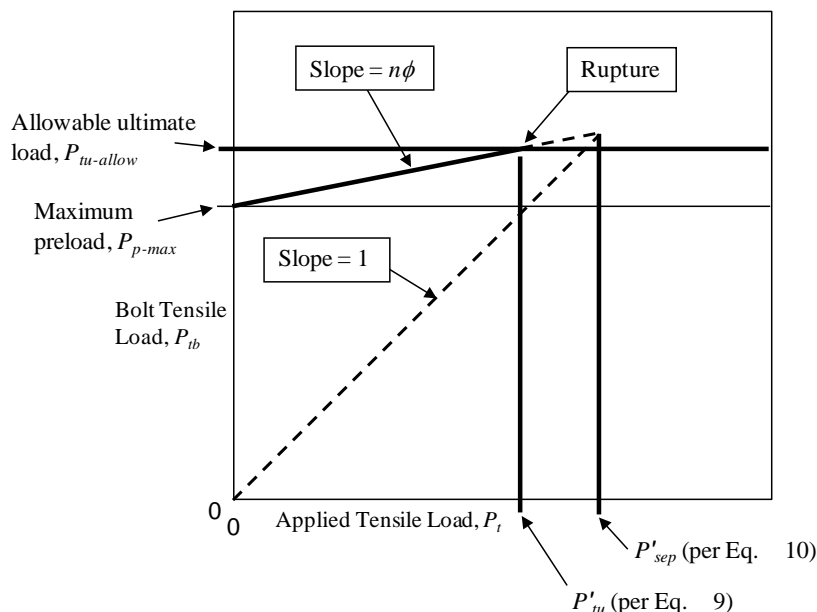 Slope = nϕ
Rupture
Allowable ultimate
load, Ptu-allow
Maximum
preload, Pp-max
Slope = 1
Bolt Tensile
Load, Ptb
0
0
Applied Tensile Load, Pt
P'sep (per Eq. 10)
P'tu (per Eq. 9)